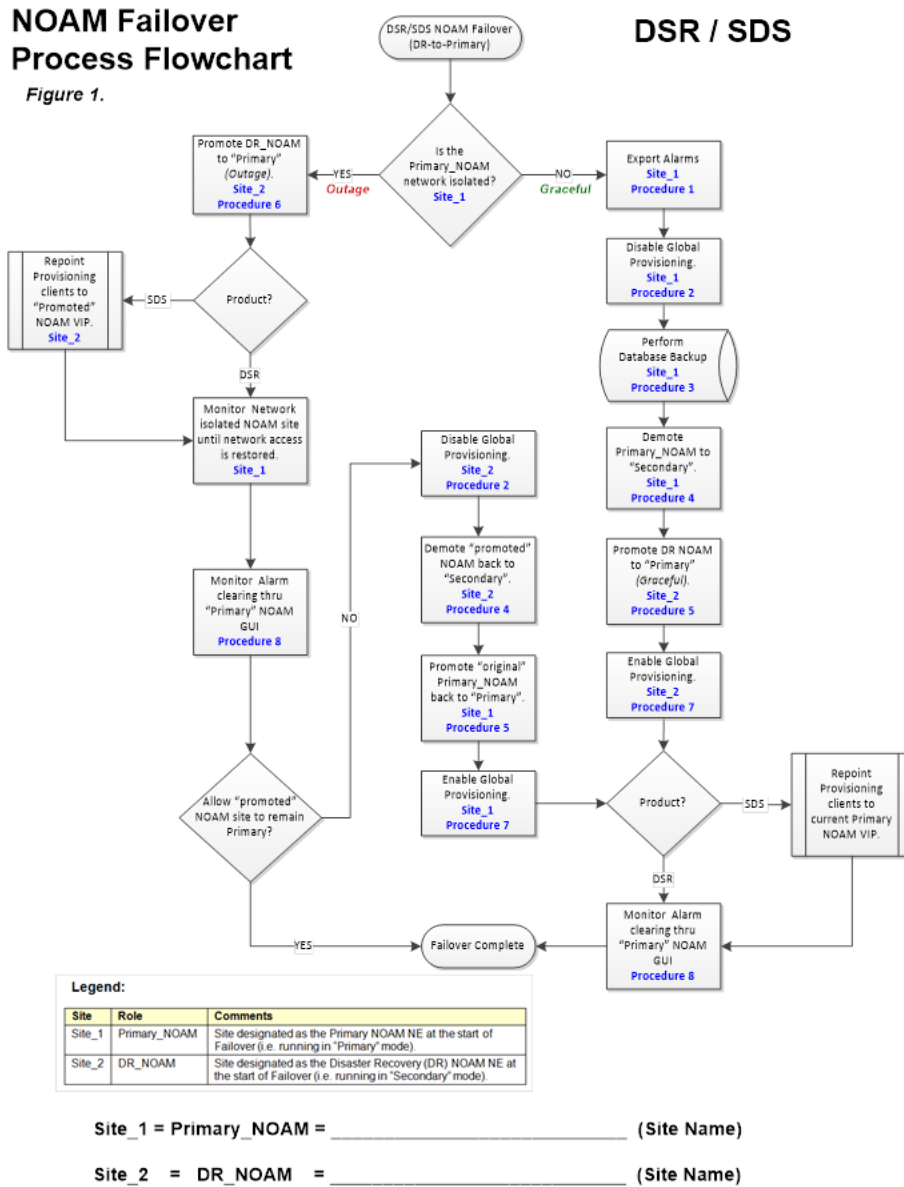 NOAM Failover
Process Flowchart
Figure 1.
DSR / SDS
DSR/SDS NOAM Failover
(DR-to-Primary)
Is the
Primary_NOAM
network isolated?
Site_1
YES
Outage
NO
Graceful
Promote DR_NOAM
to “Primary”
(Outage).
Site_2
Procedure 6
Product?
SDS
Repoint
Provisioning
clients to
“Promoted”
NOAM VIP.
Site_2
DSR
Monitor Network
isolated NOAM site
until network access
is restored.
Site_1
Monitor Alarm
clearing thru
“Primary” NOAM
GUI
Procedure 8
Allow “promoted”
NOAM site to remain
Primary?
NO
YES
Disable Global
Provisioning.
Site_2
Procedure 2
Demote “promoted”
NOAM back to
“Secondary”.
Site_2
Procedure 4
Promote “original”
Primary_NOAM
back to “Primary”.
Site_1
Procedure 5
Enable Global
Provisioning.
Site_1
Procedure 7
Export Alarms
Site_1
Procedure 1
Disable Global
Provisioning.
Site_1
Procedure 2
Perform
Database Backup
Site_1
Procedure 3
Demote
Primary_NOAM to
“Secondary”.
Site_1
Procedure 4
Promote DR NOAM
to “Primary”
(Graceful).
Site_2
Procedure 5
Enable Global
Provisioning.
Site_2
Procedure 7
Product?
SDS
Repoint
Provisioning
clients to
current Primary
NOAM VIP.
DSR
Monitor Alarm
clearing thru
“Primary” NOAM
GUI
Procedure 8
Failover Complete
Legend:
Site Role Comments
Site_1 Primary_NOAM Site designated as the Primary NOAM NE at the start of
Failover (i.e. running in “Primary” mode).
Site_2 DR_NOAM Site designated as the Disaster Recovery (DR) NOAM NE at
the start of Failover (i.e. running in “Secondary” mode).
Site_1 = Primary_NOAM = ____________________________ (Site Name)
Site_2 = DR_NOAM = ____________________________ (Site Name)